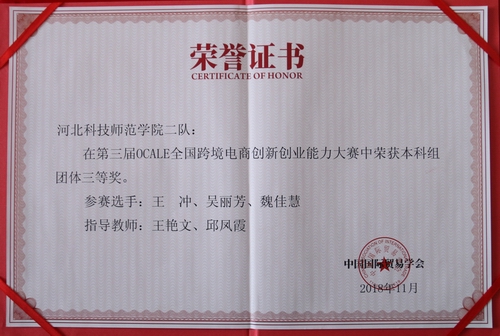 荣誉证书
CERTIFICATE OF HONOR
河北科技师范学院二队：
在第三届OCALE全国跨境电商创新创业能力大赛中荣获本科组
团体三等奖。
参赛选手：王　冲、吴丽芳、魏佳慧
指导教师：王艳文、邱凤霞
中国国际贸易学会
2018年11月